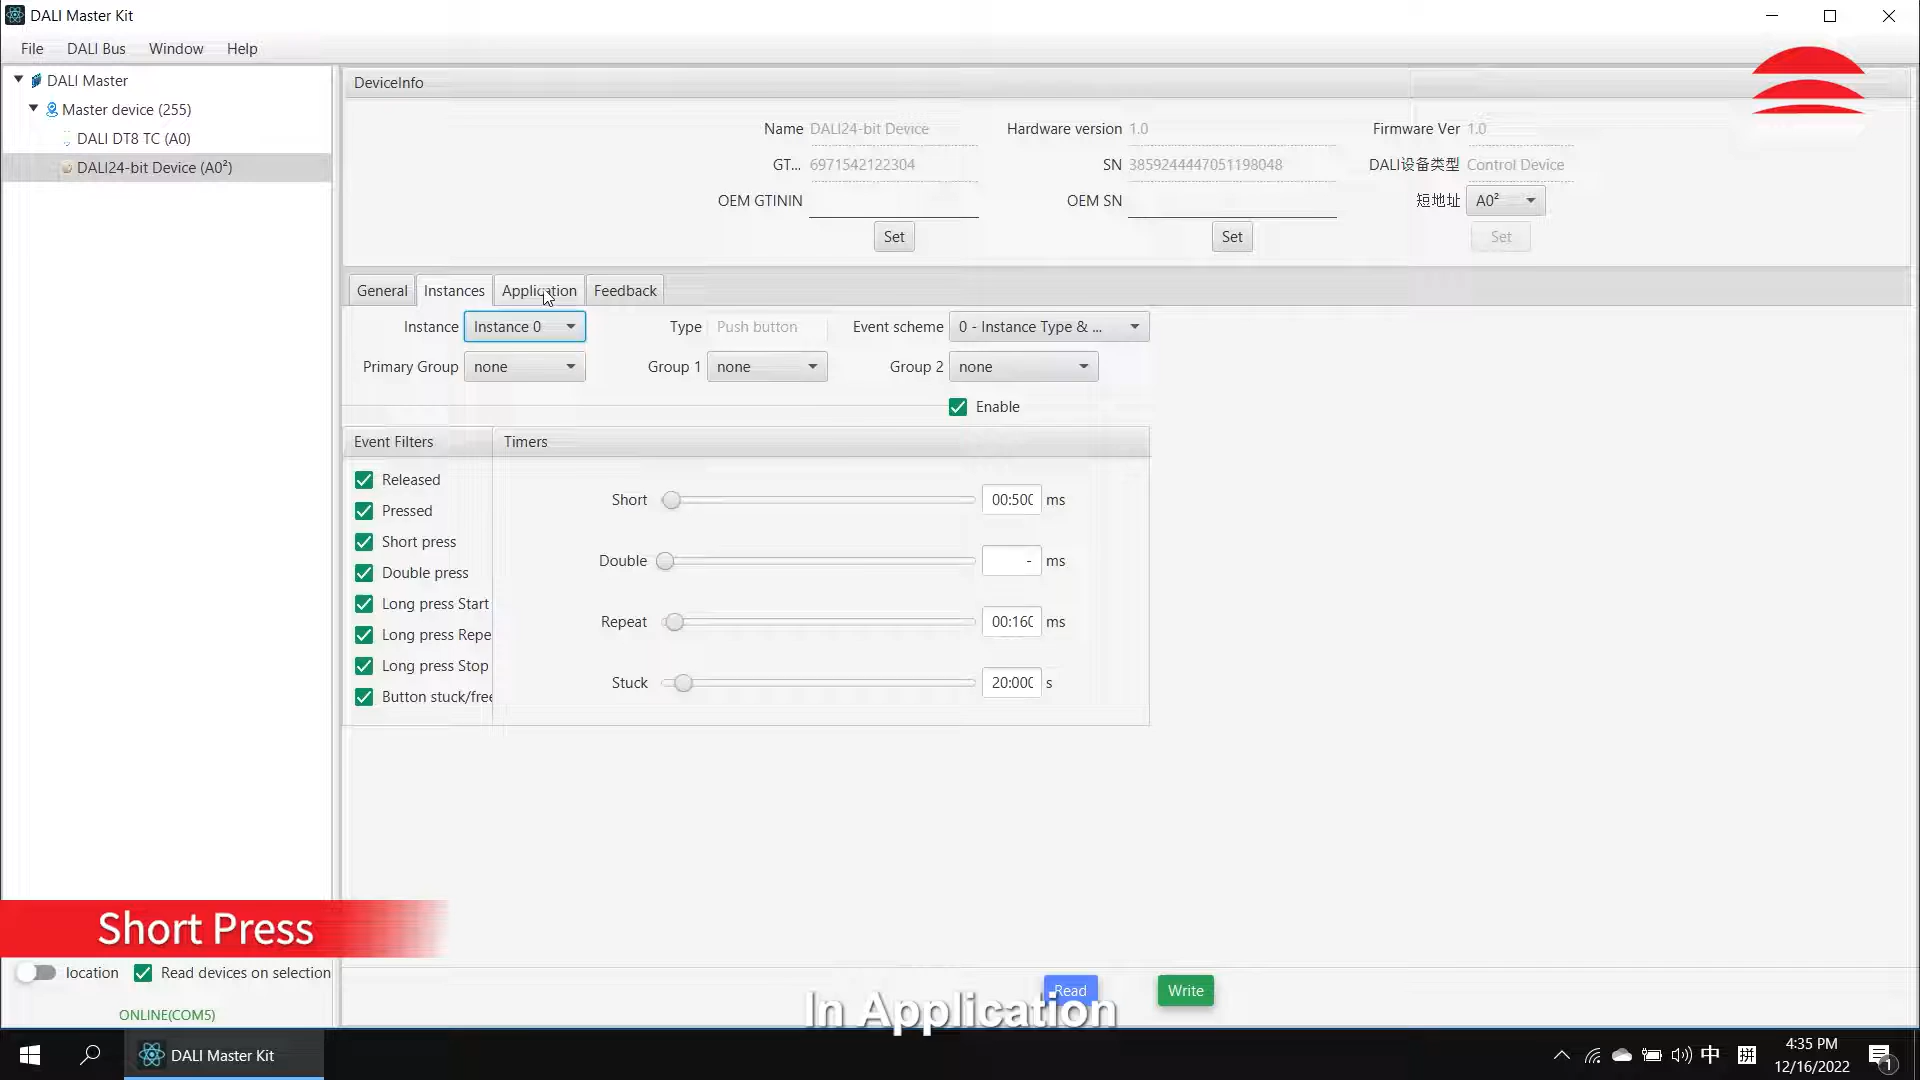 DALI Master Kit
File DALI Bus Window Help
DALI Master
Master device (255)
DALI DT8 TC (A0)
DALI24-bit Device (A0²)
DeviceInfo
Name DALI24-bit Device Hardware version 1.0 Firmware Ver 1.0
GT... 6971542122304 SN 3859244447051198048 DALI设备类型 Control Device
OEM GTININ OEM SN 短地址 A0²
Set Set Set
General Instances Application Feedback
Instance Instance 0 Type Push button Event scheme 0 - Instance Type & ...
Primary Group none Group 1 none Group 2 none
Enable
Event Filters Timers
Released
Pressed
Short press
Double press
Long press Start
Long press Repe
Long press Stop
Button stuck/free
Short 00:500 ms
Double - ms
Repeat 00:160 ms
Stuck 20:000 s
Short Press
location Read devices on selection
Read Write
In Application
ONLINE(COM5)
DALI Master Kit
中 拼
4:35 PM
12/16/2022
1